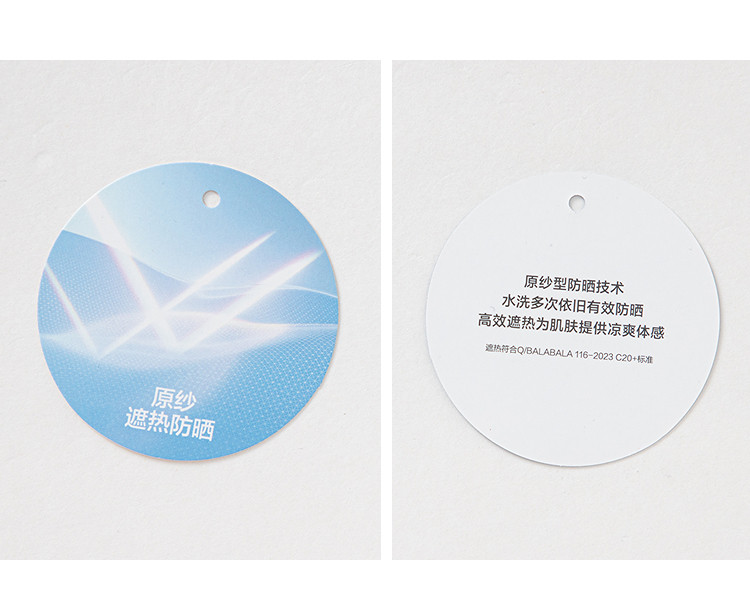 原纱
遮热防晒
原纱型防晒技术
水洗多次依旧有效防晒
高效遮热为肌肤提供凉爽体感
遮热符合Q/BALABALA 116-2023 C20+标准